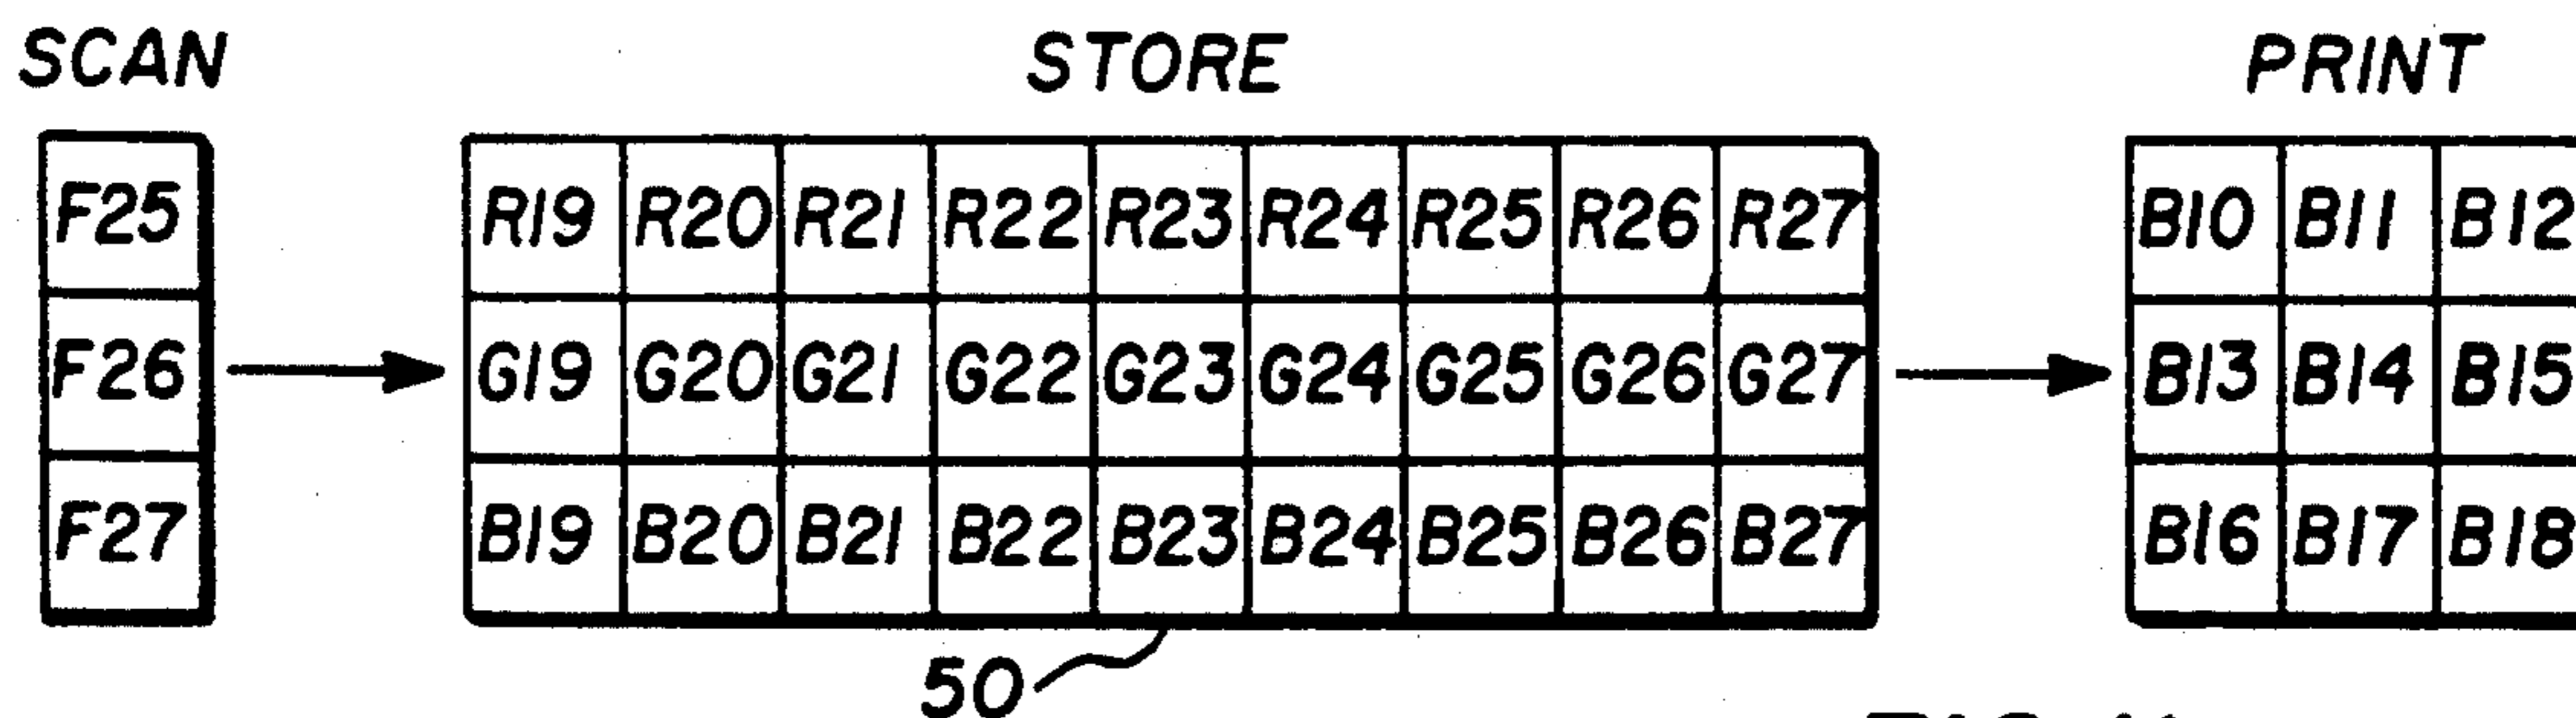 SCAN STORE PRINT
F25 R19 R20 R21 R22 R23 R24 R25 R26 R27 B10 B11 B12
F26 G19 G20 G21 G22 G23 G24 G25 G26 G27 B13 B14 B15
F27 B19 B20 B21 B22 B23 B24 B25 B26 B27 B16 B17 B18
50